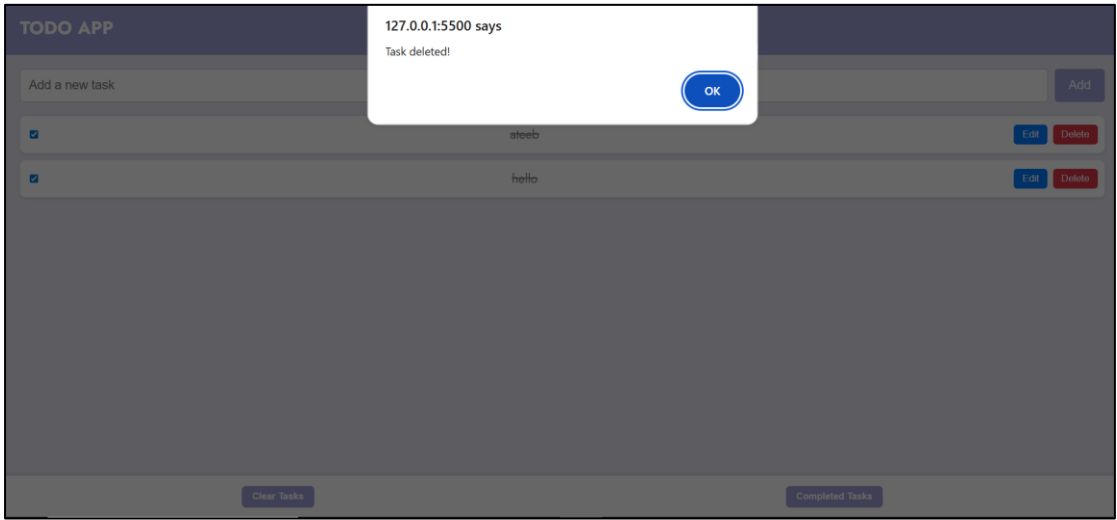 TODO APP
127.0.0.1:5500 says
Task deleted!
OK
Add a new task
Add
ateeb
Edit
Delete
hello
Edit
Delete
Clear Tasks
Completed Tasks